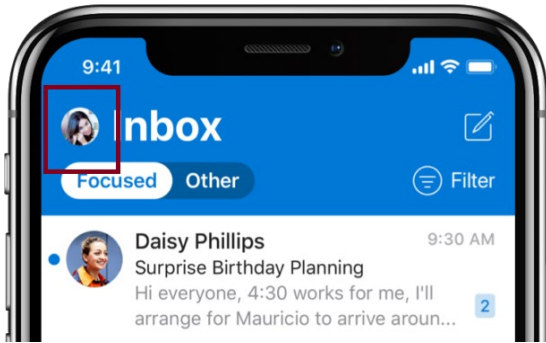 9:41
Inbox
Focused Other Filter
Daisy Phillips 9:30 AM
Surprise Birthday Planning
Hi everyone, 4:30 works for me, I'll
arrange for Mauricio to arrive aroun...
2